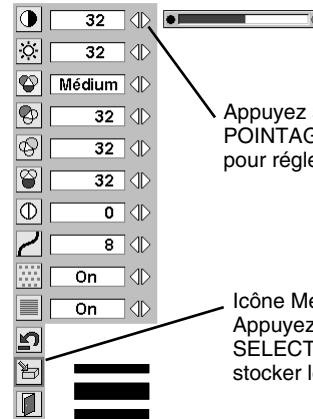 32
32
Médium
32
32
32
0
8
On
On
Appuyez
POINTAG
pour régle
Icône Me
Appuyez
SELECT
stocker l